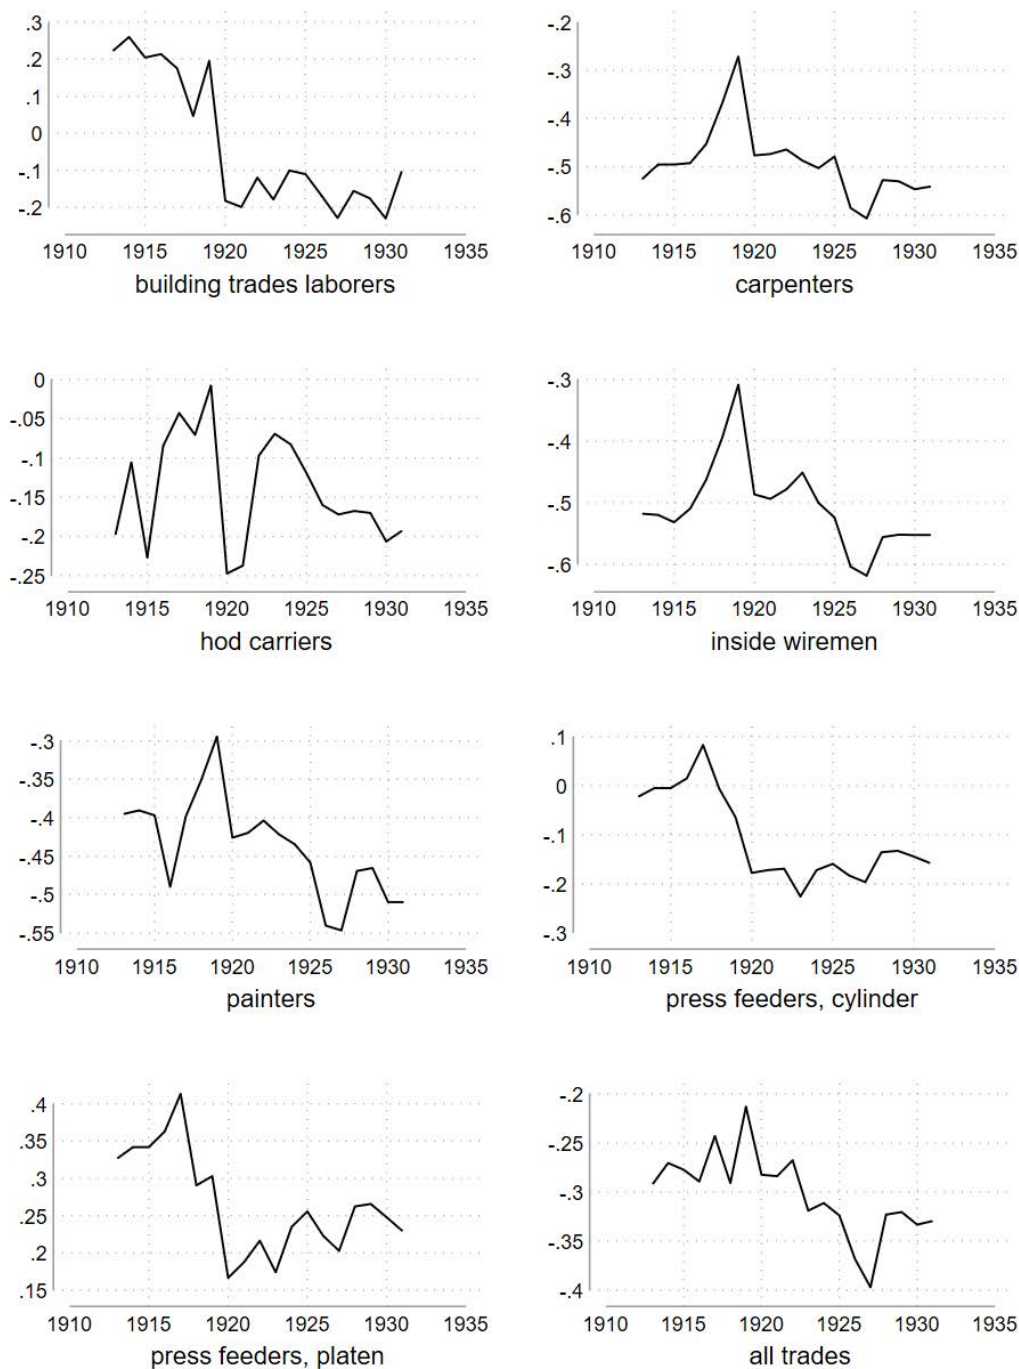 .3
.2
.1
0
-.1
-.2
1910 1915 1920 1925 1930 1935
building trades laborers
-.2
-.3
-.4
-.5
-.6
1910 1915 1920 1925 1930 1935
carpenters
0
-.05
-.1
-.15
-.2
-.25
1910 1915 1920 1925 1930 1935
hod carriers
-.3
-.4
-.5
-.6
1910 1915 1920 1925 1930 1935
inside wiremen
-.3
-.35
-.4
-.45
-.5
-.55
1910 1915 1920 1925 1930 1935
painters
.1
0
-.1
-.2
-.3
1910 1915 1920 1925 1930 1935
press feeders, cylinder
.4
.35
.3
.25
.2
.15
1910 1915 1920 1925 1930 1935
press feeders, platen
-.2
-.25
-.3
-.35
-.4
1910 1915 1920 1925 1930 1935
all trades